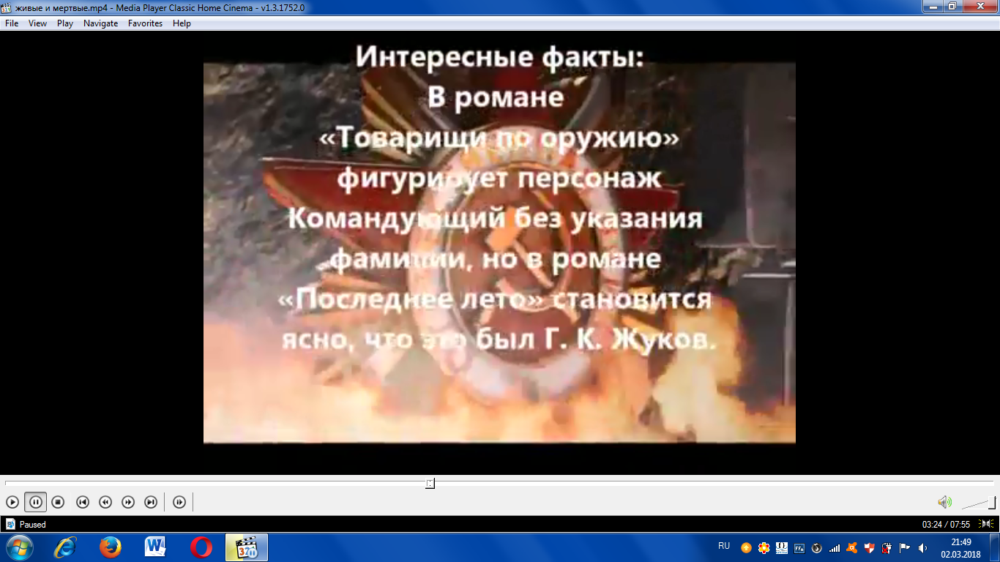 живые и мертвые.mp4 - Media Player Classic Home Cinema - v1.3.1752.0
File View Play Navigate Favorites Help
Интересные факты:
В романе
«Товарищи по оружию»
фигурирует персонаж
Командующий без указания
фамилии, но в романе
«Последнее лето» становится
ясно, что это был Г. К. Жуков.
Paused
03:24 / 07:55
RU
21:49
02.03.2018